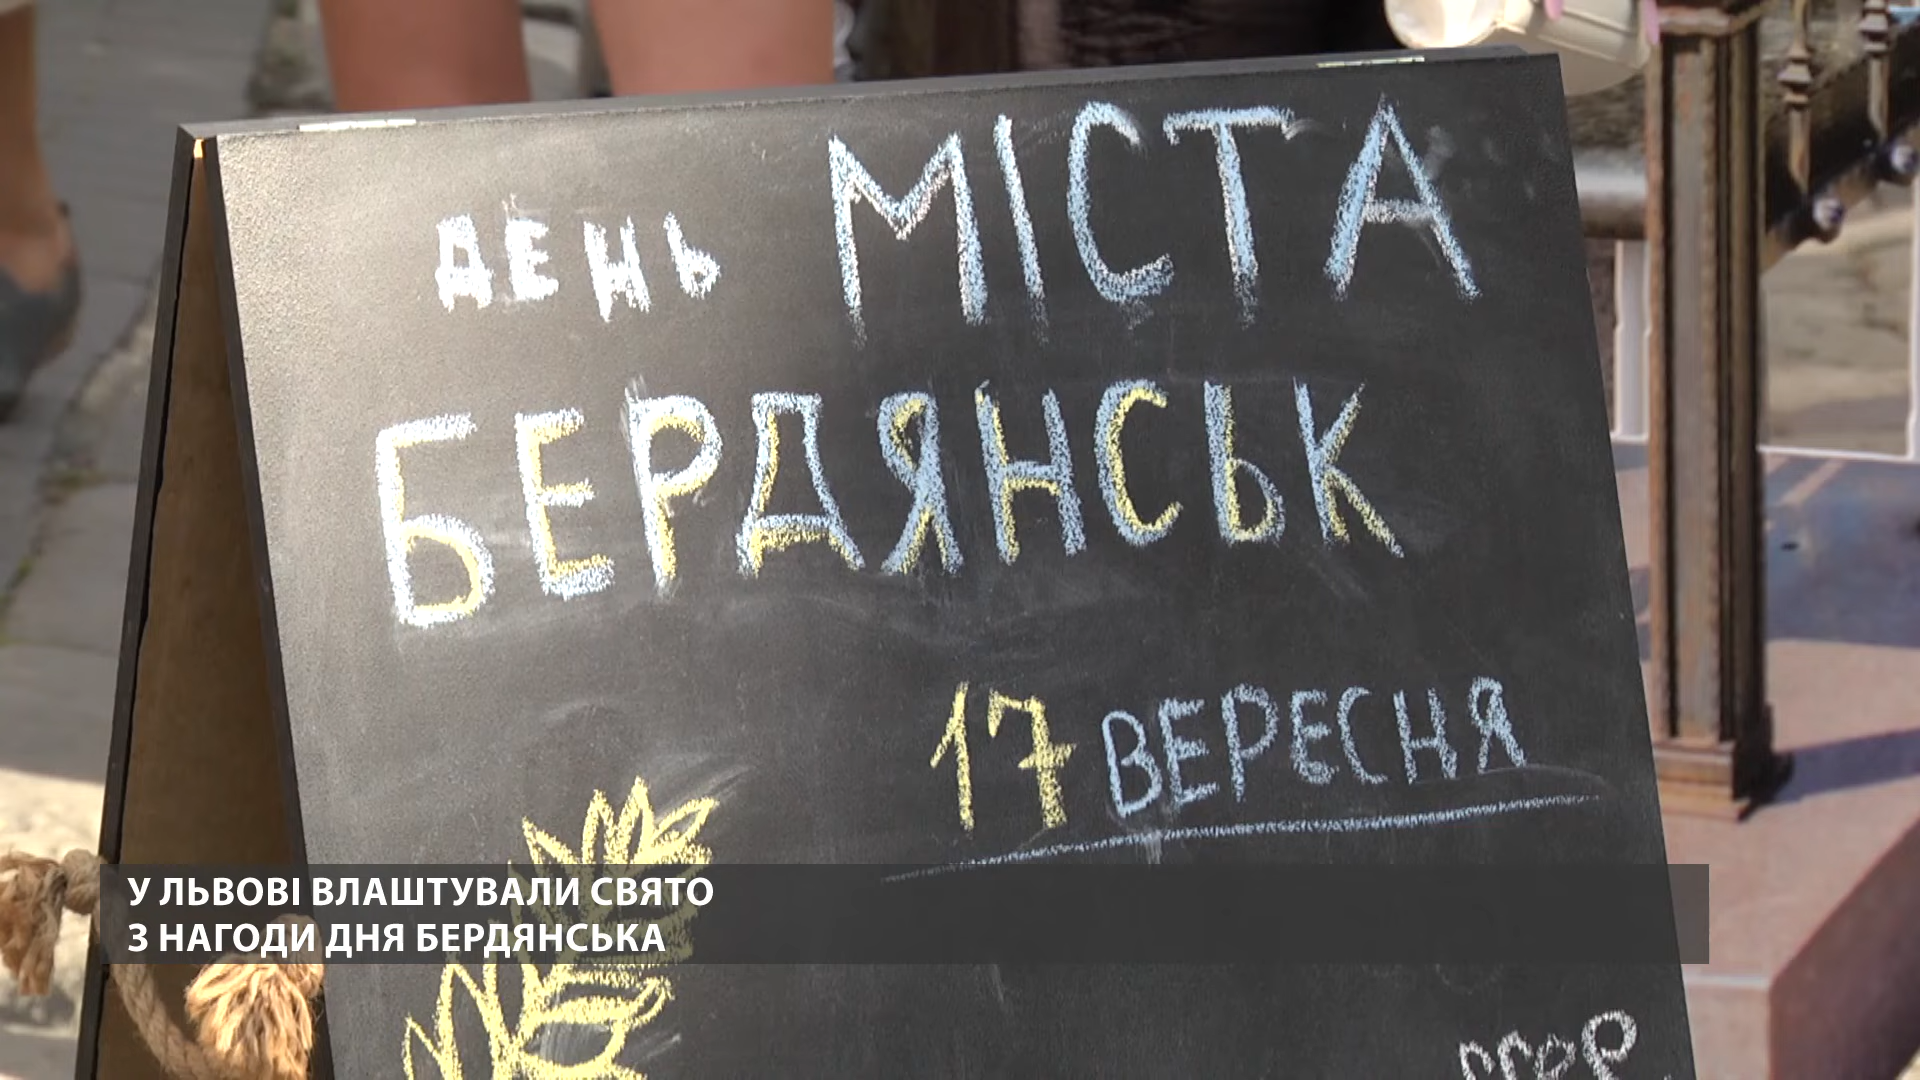 ДЕНЬ МІСТА
БЕРДЯНСЬК
17 ВЕРЕСНЯ
У ЛЬВОВІ ВЛАШТУВАЛИ СВЯТО
З НАГОДИ ДНЯ БЕРДЯНСЬКА